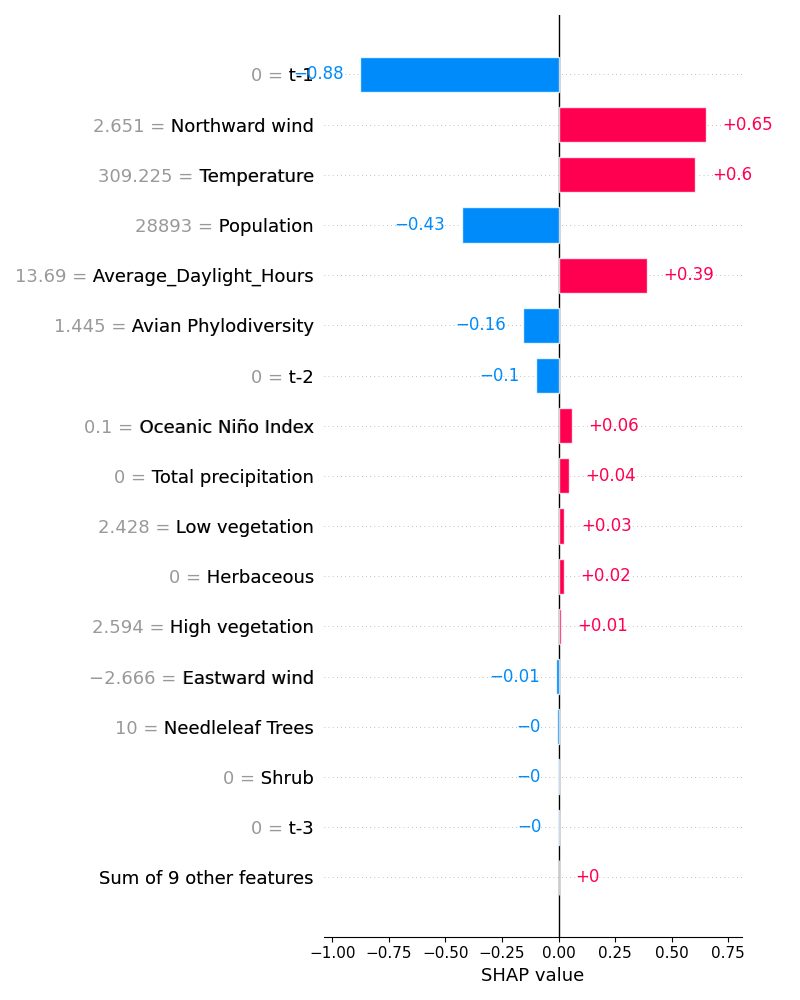 0 = t-1 −0.88
2.651 = Northward wind +0.65
309.225 = Temperature +0.6
28893 = Population −0.43
13.69 = Average_Daylight_Hours +0.39
1.445 = Avian Phylodiversity −0.16
0 = t-2 −0.1
0.1 = Oceanic Niño Index +0.06
0 = Total precipitation +0.04
2.428 = Low vegetation +0.03
0 = Herbaceous +0.02
2.594 = High vegetation +0.01
−2.666 = Eastward wind −0.01
10 = Needleleaf Trees −0
0 = Shrub −0
0 = t-3 −0
Sum of 9 other features +0
−1.00 −0.75 −0.50 −0.25 0.00 0.25 0.50 0.75
SHAP value